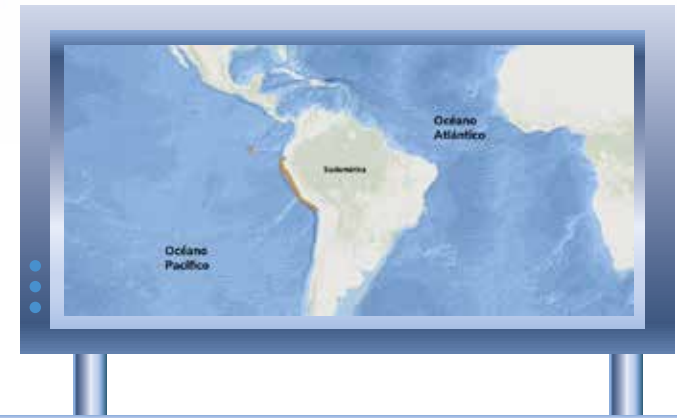 Océano
Atlántico
Sudamérica
Océano
Pacífico